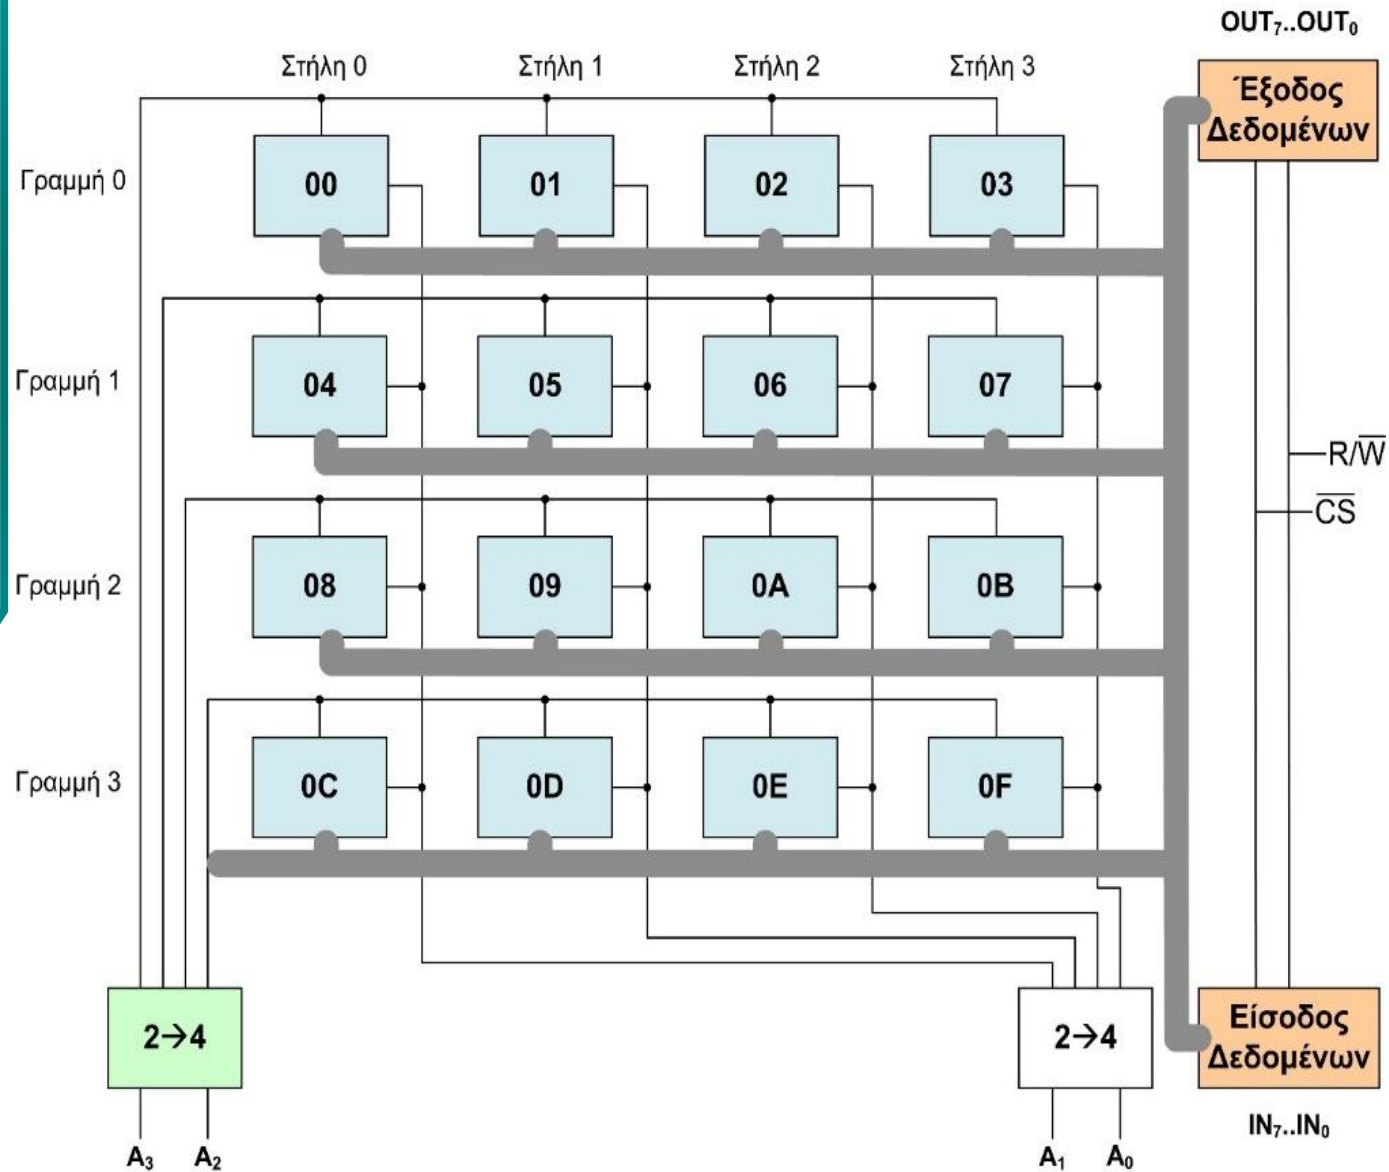 OUT₇..OUT₀
Στήλη 0 Στήλη 1 Στήλη 2 Στήλη 3
Έξοδος
Δεδομένων
Γραμμή 0 00 01 02 03
Γραμμή 1 04 05 06 07
R/W̅
C̅S̅
Γραμμή 2 08 09 0A 0B
Γραμμή 3 0C 0D 0E 0F
2→4 2→4
Είσοδος
Δεδομένων
IN₇..IN₀
A₃ A₂ A₁ A₀